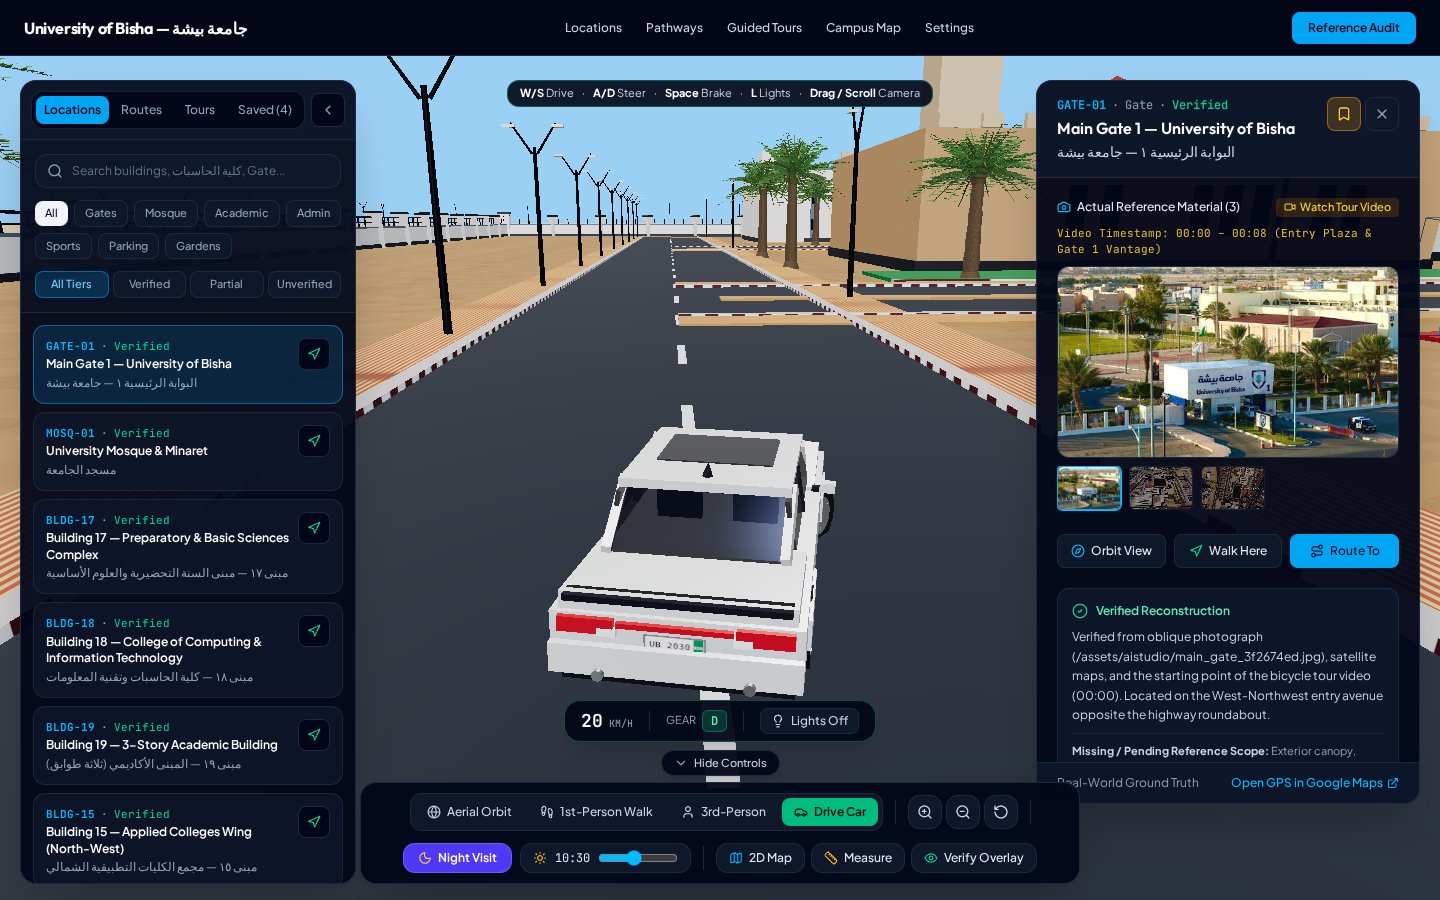 University of Bisha — جامعة بيشة
Locations
Pathways
Guided Tours
Campus Map
Settings
Reference Audit
Locations
Routes
Tours
Saved (4)
Search buildings, كلية الحاسبات, Gate...
All
Gates
Mosque
Academic
Admin
Sports
Parking
Gardens
All Tiers
Verified
Partial
Unverified
GATE-01 · Verified
Main Gate 1 — University of Bisha
البوابة الرئيسية ١ — جامعة بيشة
MOSQ-01 · Verified
University Mosque & Minaret
مسجد الجامعة
BLDG-17 · Verified
Building 17 — Preparatory & Basic Sciences
Complex
مبنى ١٧ — مبنى السنة التحضيرية والعلوم الأساسية
BLDG-18 · Verified
Building 18 — College of Computing &
Information Technology
مبنى ١٨ — كلية الحاسبات وتقنية المعلومات
BLDG-19 · Verified
Building 19 — 3-Story Academic Building
مبنى ١٩ — المبنى الأكاديمي (ثلاثة طوابق)
BLDG-15 · Verified
Building 15 — Applied Colleges Wing
(North-West)
مبنى ١٥ — مجمع الكليات التطبيقية الشمالي
W/S Drive · A/D Steer · Space Brake · L Lights · Drag / Scroll Camera
UB 2030
20 KM/H
GEAR D
Lights Off
Hide Controls
Aerial Orbit
1st-Person Walk
3rd-Person
Drive Car
Night Visit
10:30
2D Map
Measure
Verify Overlay
GATE-01 · Gate · Verified
Main Gate 1 — University of Bisha
البوابة الرئيسية ١ — جامعة بيشة
Actual Reference Material (3)
Watch Tour Video
Video Timestamp: 00:00 – 00:08 (Entry Plaza &
Gate 1 Vantage)
جامعة بيشة
University of Bisha
1
Orbit View
Walk Here
Route To
Verified Reconstruction
Verified from oblique photograph
(/assets/aistudio/main_gate_3f2674ed.jpg), satellite
maps, and the starting point of the bicycle tour video
(00:00). Located on the West-Northwest entry avenue
opposite the highway roundabout.
Missing / Pending Reference Scope: Exterior canopy,
Real-World Ground Truth
Open GPS in Google Maps